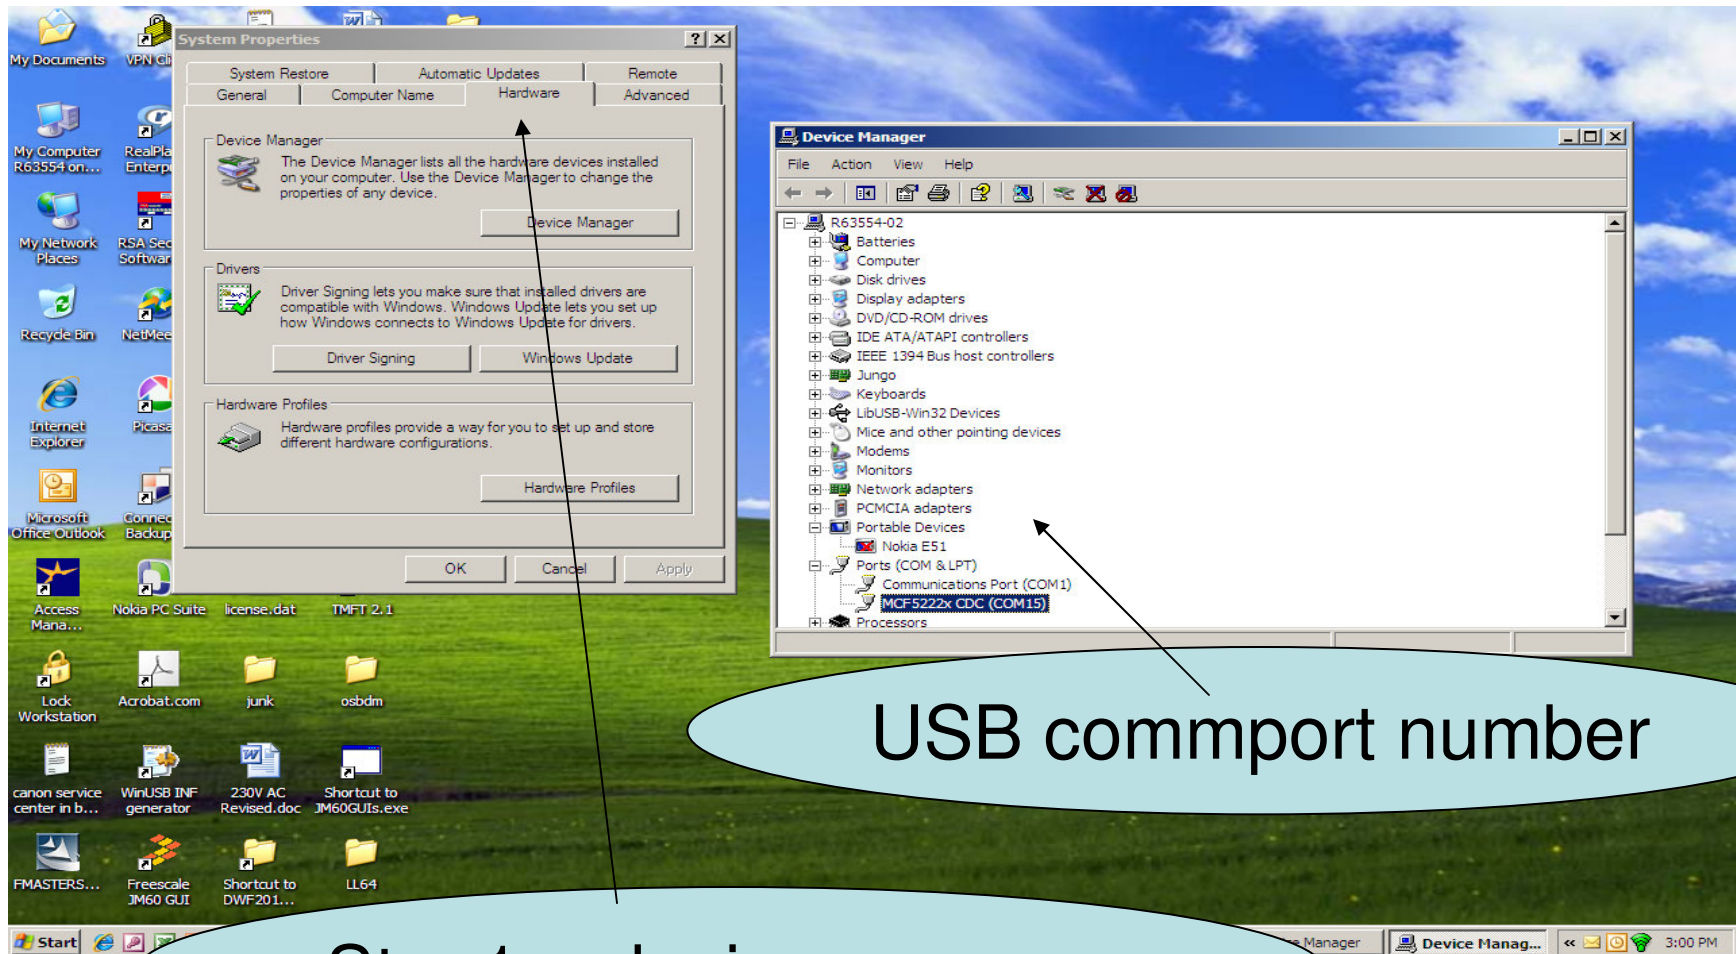 My Documents
VPN Cli
System Properties
System Restore
Automatic Updates
Remote
General
Computer Name
Hardware
Advanced
Device Manager
The Device Manager lists all the hardware devices installed
on your computer. Use the Device Manager to change the
properties of any device.
Device Manager
Drivers
Driver Signing lets you make sure that installed drivers are
compatible with Windows. Windows Update lets you set up
how Windows connects to Windows Update for drivers.
Driver Signing
Windows Update
Hardware Profiles
Hardware profiles provide a way for you to set up and store
different hardware configurations.
Hardware Profiles
OK
Cancel
Apply
My Computer
R63554 on...
RealPla
Enterp
My Network
Places
RSA Sec
Softwar
Recycle Bin
NetMee
Internet
Explorer
Picasa
Microsoft
Office Outlook
Connec
Backup
Access
Mana...
Nokia PC Suite
license.dat
TMFT 2.1
Lock
Workstation
Acrobat.com
junk
osbdm
canon service
center in b...
WinUSB INF
generator
230V AC
Revised.doc
Shortcut to
JM60GUIs.exe
FMASTERS...
Freescale
JM60 GUI
Shortcut to
DWF201...
LL64
Device Manager
File
Action
View
Help
R63554-02
Batteries
Computer
Disk drives
Display adapters
DVD/CD-ROM drives
IDE ATA/ATAPI controllers
IEEE 1394 Bus host controllers
Jungo
Keyboards
LibUSB-Win32 Devices
Mice and other pointing devices
Modems
Monitors
Network adapters
PCMCIA adapters
Portable Devices
Nokia E51
Ports (COM & LPT)
Communications Port (COM1)
MCF5222x CDC (COM15)
Processors
USB commport number
Start
Manager
Device Manag...
3:00 PM